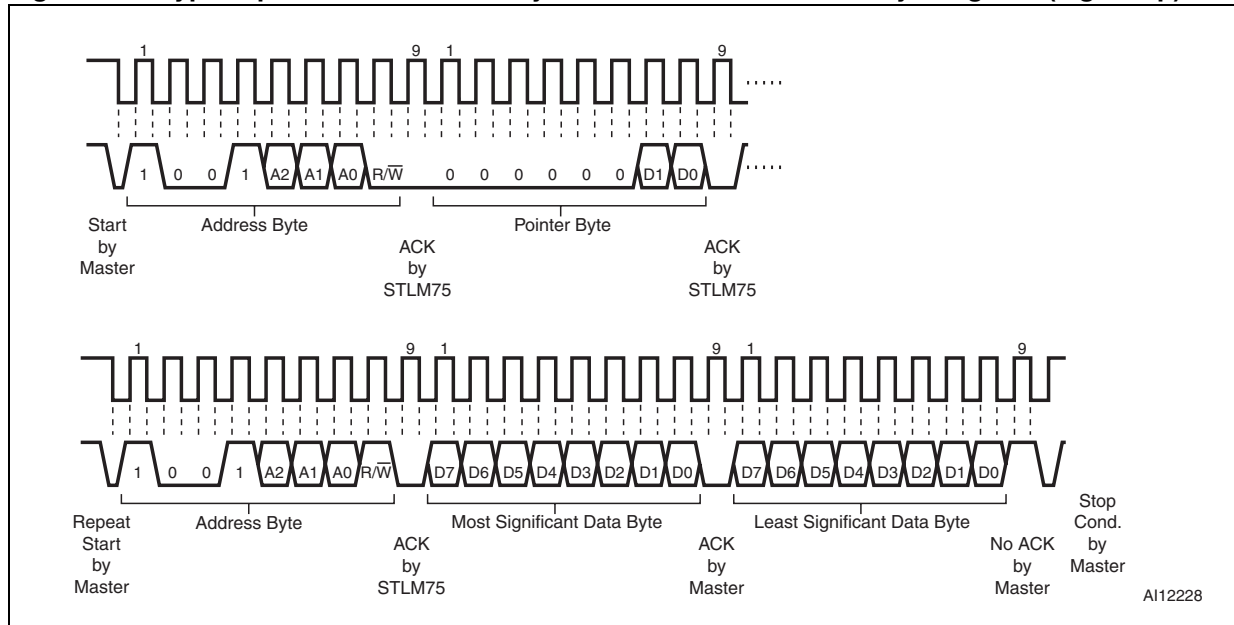 1 9 1 9
1 0 0 1 A2 A1 A0 R/W̅ 0 0 0 0 0 0 D1 D0
Address Byte Pointer Byte
Start
by
Master
ACK
by
STLM75
ACK
by
STLM75
1 9 1 9 1 9
1 0 0 1 A2 A1 A0 R/W̅ D7 D6 D5 D4 D3 D2 D1 D0 D7 D6 D5 D4 D3 D2 D1 D0
Address Byte Most Significant Data Byte Least Significant Data Byte
Repeat
Start
by
Master
ACK
by
STLM75
ACK
by
Master
No ACK
by
Master
Stop
Cond.
by
Master
AI12228